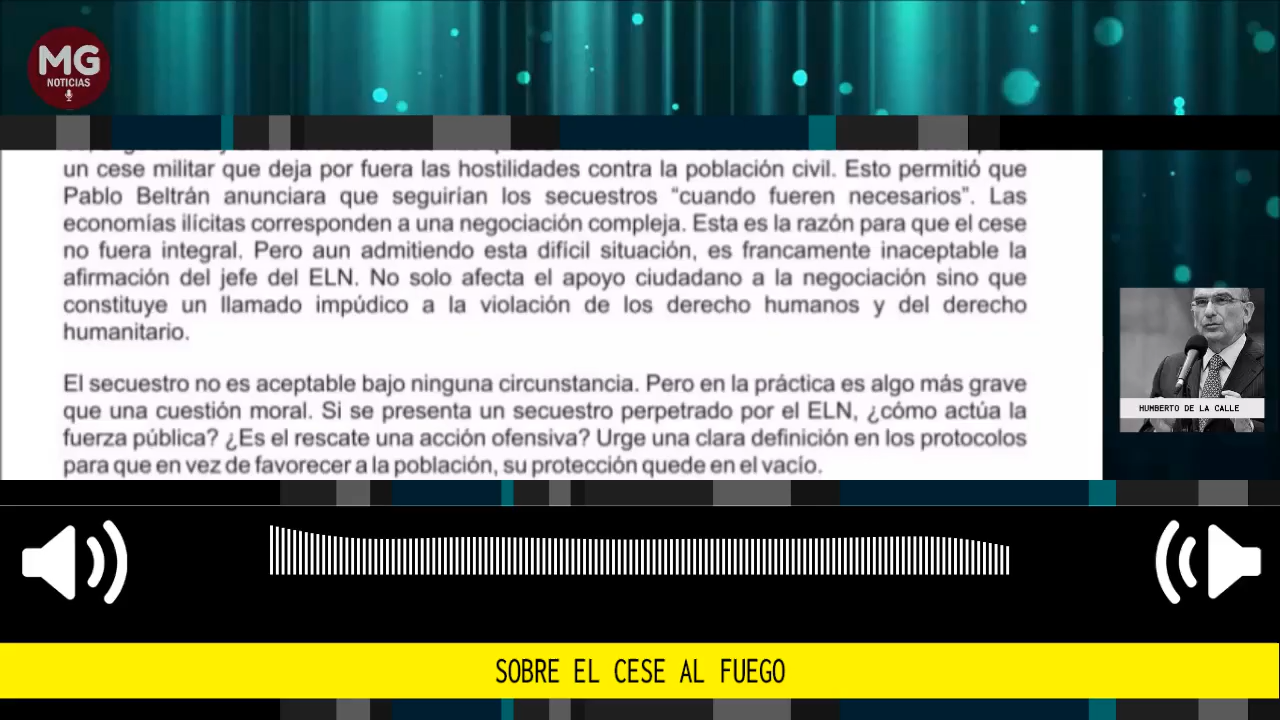 MG
NOTICIAS
un cese militar que deja por fuera las hostilidades contra la población civil. Esto permitió que
Pablo Beltrán anunciara que seguirían los secuestros “cuando fueren necesarios”. Las
economías ilícitas corresponden a una negociación compleja. Esta es la razón para que el cese
no fuera integral. Pero aun admitiendo esta difícil situación, es francamente inaceptable la
afirmación del jefe del ELN. No solo afecta el apoyo ciudadano a la negociación sino que
constituye un llamado impúdico a la violación de los derecho humanos y del derecho
humanitario.
El secuestro no es aceptable bajo ninguna circunstancia. Pero en la práctica es algo más grave
que una cuestión moral. Si se presenta un secuestro perpetrado por el ELN, ¿cómo actúa la
fuerza pública? ¿Es el rescate una acción ofensiva? Urge una clara definición en los protocolos
para que en vez de favorecer a la población, su protección quede en el vacío.
HUMBERTO DE LA CALLE
SOBRE EL CESE AL FUEGO